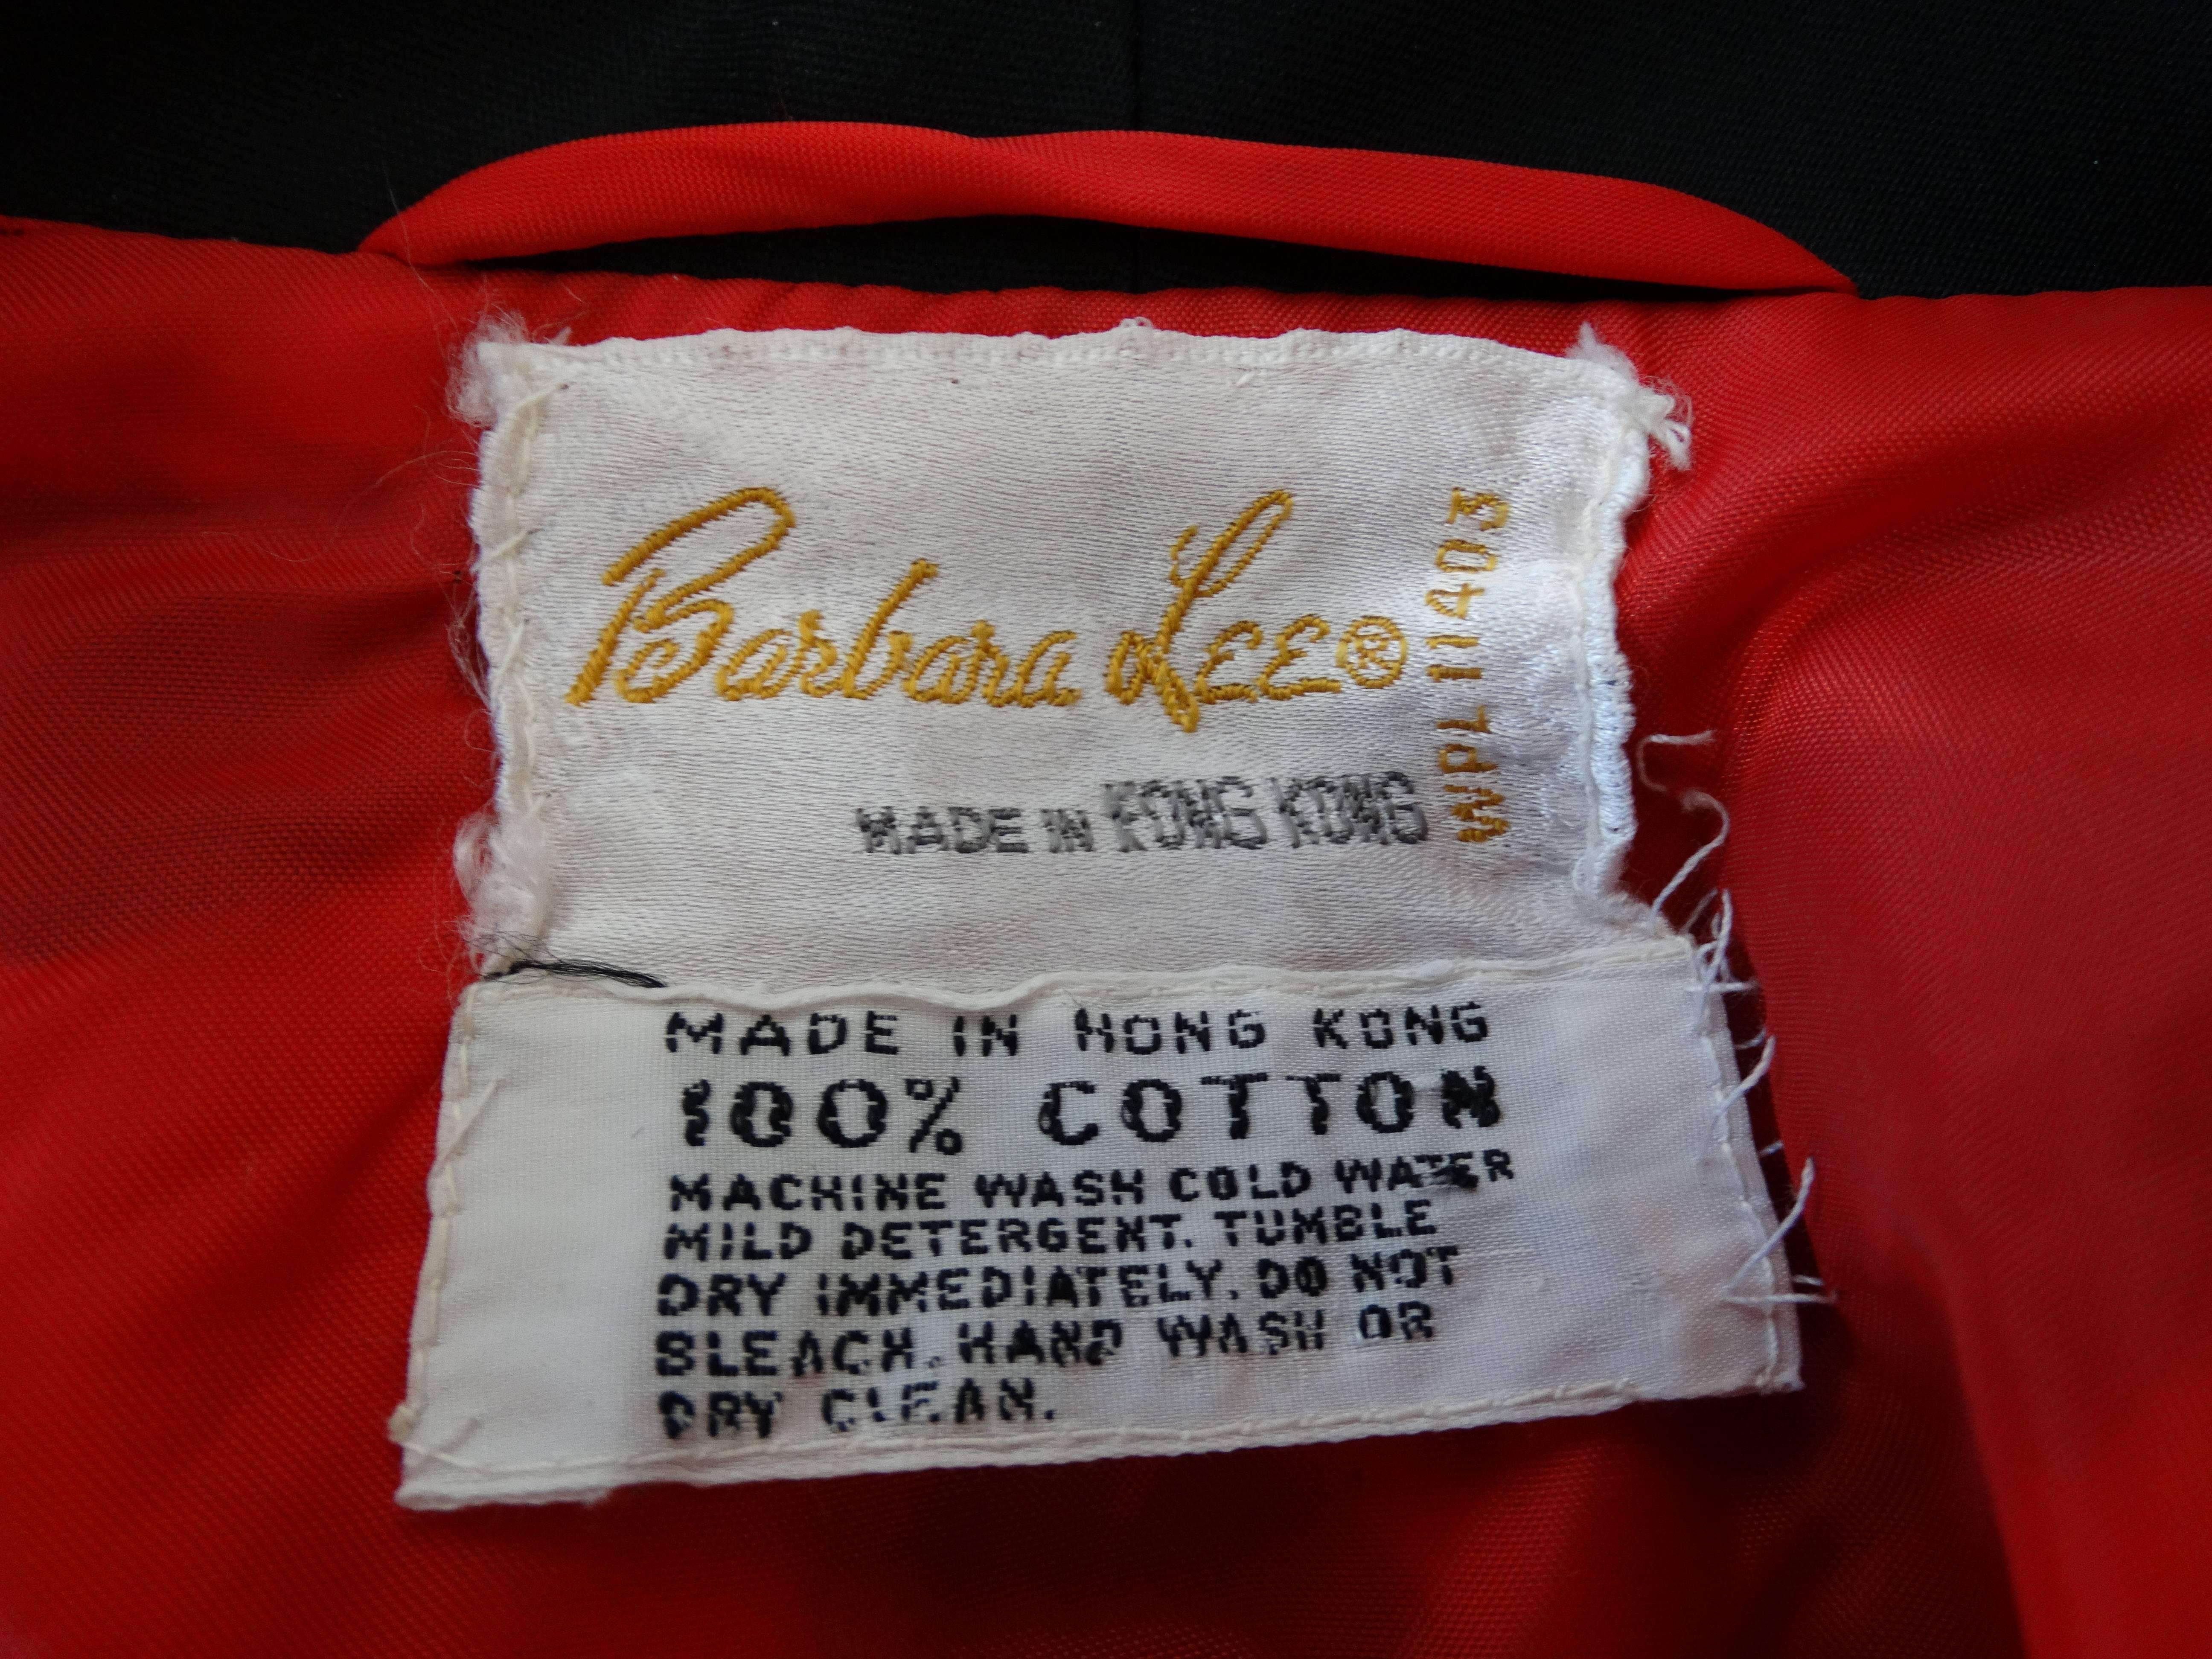 Barbara Lee®
WPL 11403
MADE IN HONG KONG
MADE IN HONG KONG
100% COTTON
MACHINE WASH COLD WATER
MILD DETERGENT. TUMBLE
DRY IMMEDIATELY. DO NOT
BLEACH. HAND WASH OR
DRY CLEAN.